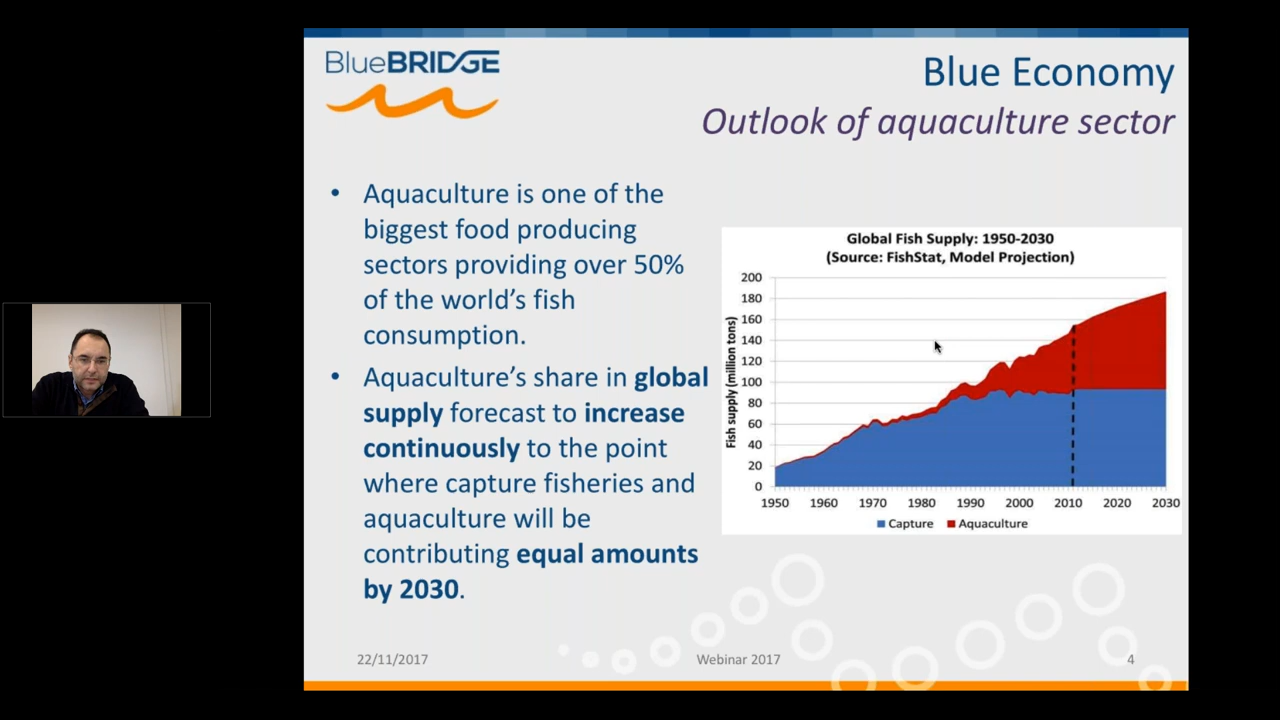 BlueBRIDGE
Blue Economy
Outlook of aquaculture sector
• Aquaculture is one of the
biggest food producing
sectors providing over 50%
of the world's fish
consumption.
• Aquaculture's share in global
supply forecast to increase
continuously to the point
where capture fisheries and
aquaculture will be
contributing equal amounts
by 2030.
Global Fish Supply: 1950-2030
(Source: FishStat, Model Projection)
Fish supply (million tons)
200
180
160
140
120
100
80
60
40
20
0
1950 1960 1970 1980 1990 2000 2010 2020 2030
Capture Aquaculture
22/11/2017 Webinar 2017 4